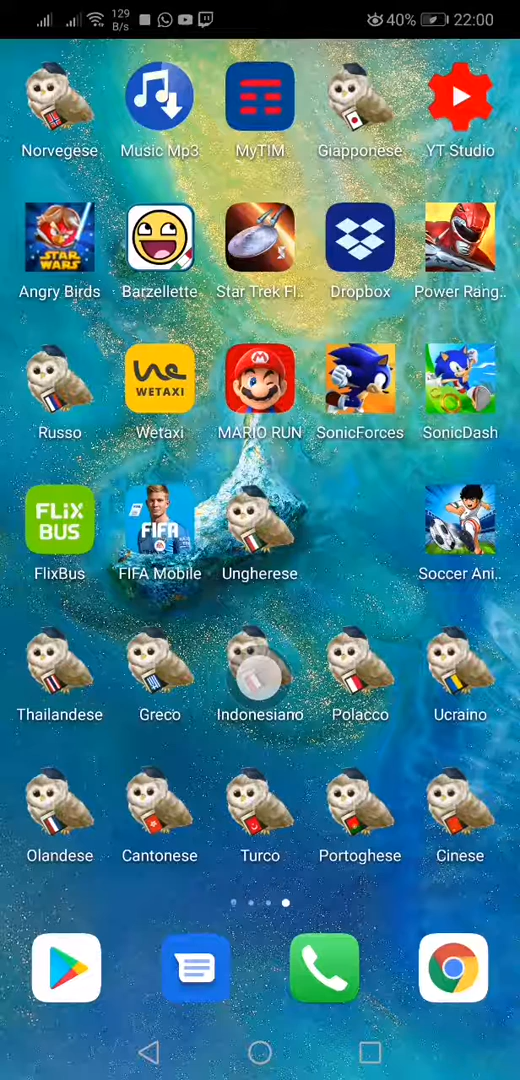 129 B/s 40% 22:00
Norvegese Music Mp3 MyTIM Giapponese YT Studio
STAR WARS
Angry Birds Barzellette Star Trek Fl.. Dropbox Power Rang..
we WETAXI
Russo Wetaxi MARIO RUN SonicForces SonicDash
FLiX BUS FIFA
FlixBus FIFA Mobile Ungherese Soccer Ani..
Thailandese Greco Indonesiano Polacco Ucraino
Olandese Cantonese Turco Portoghese Cinese